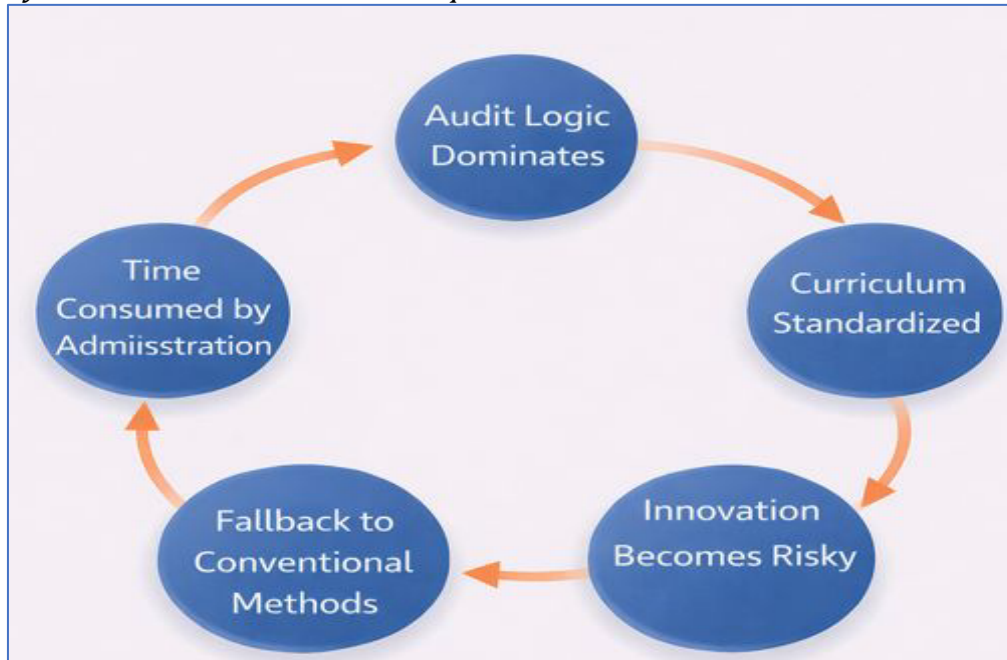 Audit Logic
Dominates
Curriculum
Standardized
Innovation
Becomes Risky
Fallback to
Conventional
Methods
Time
Consumed by
Admiisstration